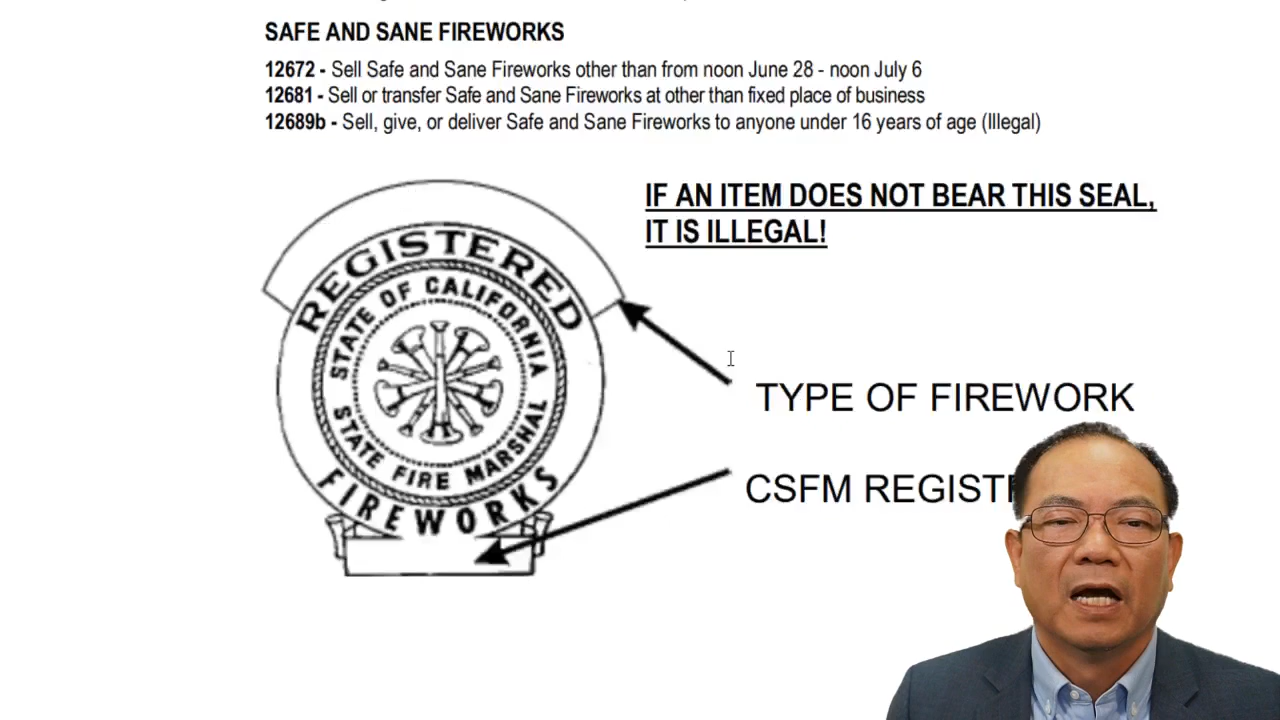 SAFE AND SANE FIREWORKS
12672 - Sell Safe and Sane Fireworks other than from noon June 28 - noon July 6
12681 - Sell or transfer Safe and Sane Fireworks at other than fixed place of business
12689b - Sell, give, or deliver Safe and Sane Fireworks to anyone under 16 years of age (Illegal)
IF AN ITEM DOES NOT BEAR THIS SEAL,
IT IS ILLEGAL!
REGISTERED
STATE OF CALIFORNIA
STATE FIRE MARSHAL
FIREWORKS
TYPE OF FIREWORK
CSFM